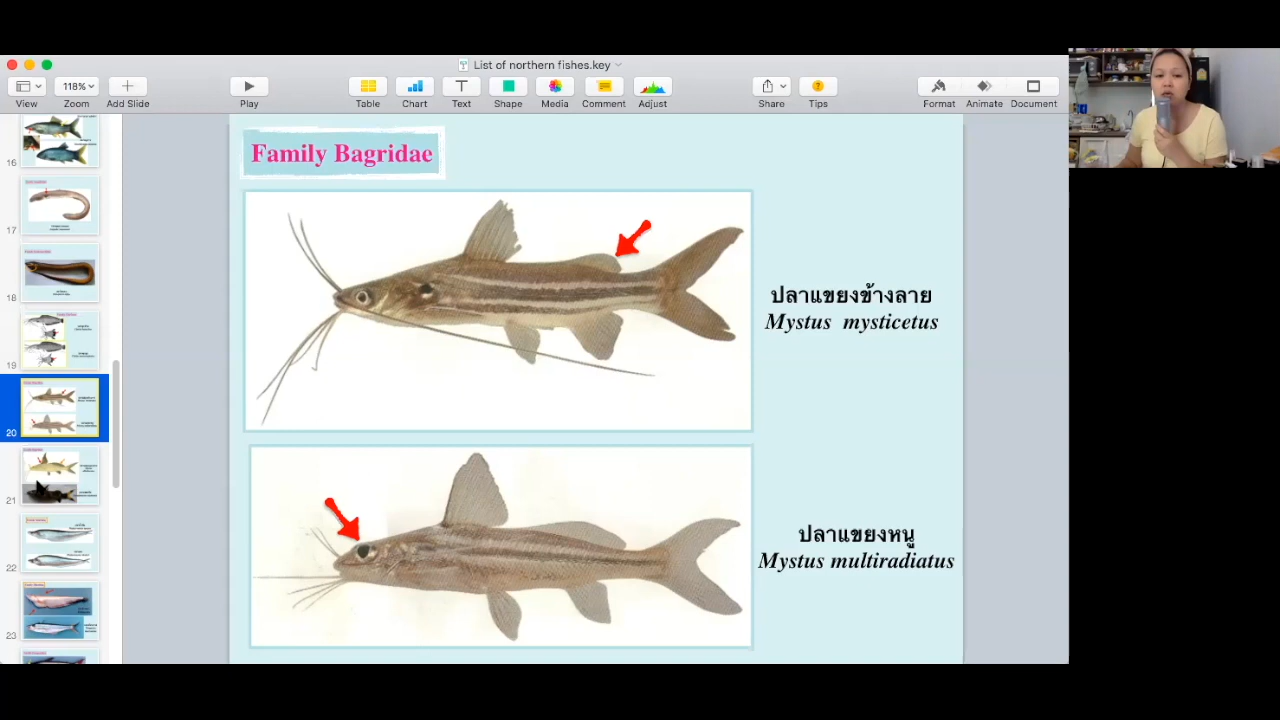 List of northern fishes.key
118%
View
Zoom
Add Slide
Play
Table
Chart
Text
Shape
Media
Comment
Adjust
Share
Tips
Format
Animate
Document
Family Bagridae
ปลาแขยงข้างลาย
Mystus mysticetus
ปลาแขยงหนู
Mystus multiradiatus
16
17
18
19
20
21
22
23